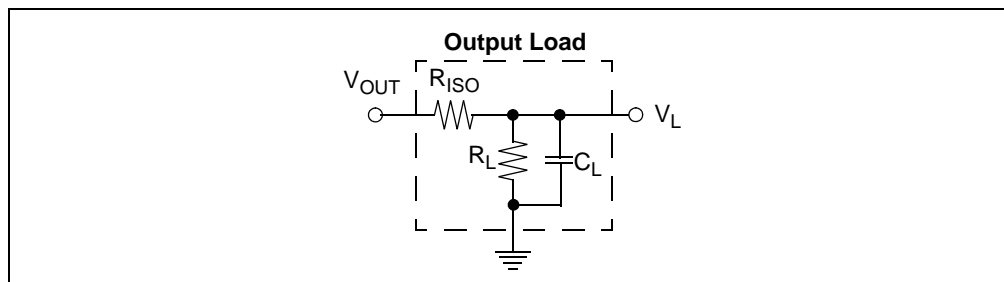 Output Load
V_OUT
R_ISO
V_L
R_L
C_L